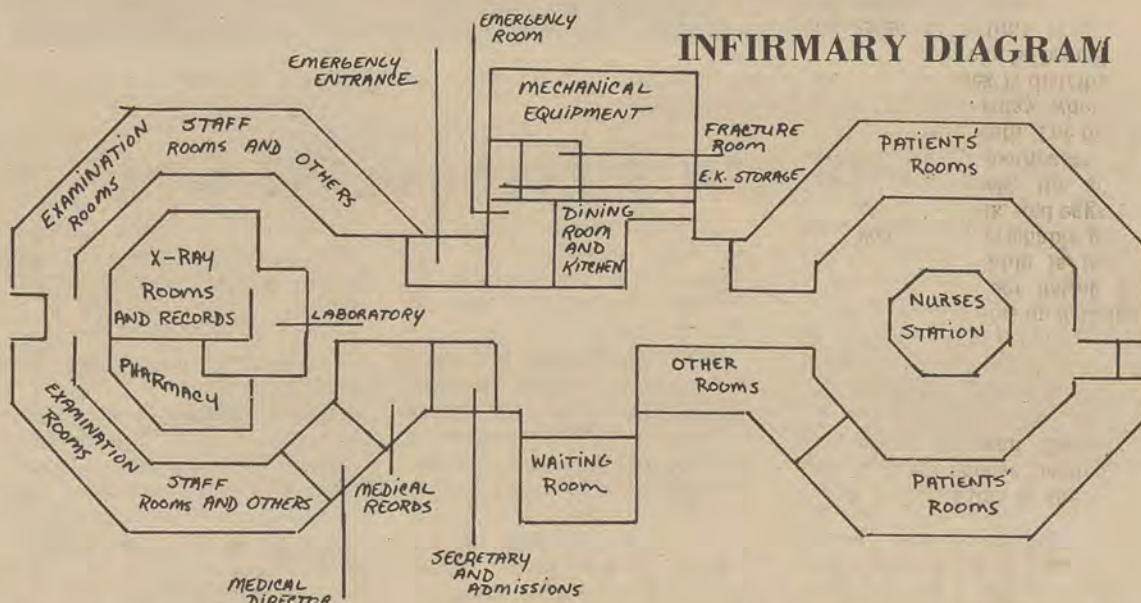 INFIRMARY DIAGRAM
EMERGENCY
ROOM
EMERGENCY
ENTRANCE
MECHANICAL
EQUIPMENT
FRACTURE
ROOM
E.K. STORAGE
DINING
ROOM
AND
KITCHEN
STAFF
ROOMS AND
OTHERS
EXAMINATION
ROOMS
X-RAY
ROOMS
AND RECORDS
LABORATORY
PHARMACY
EXAMINATION
ROOMS
STAFF
ROOMS AND OTHERS
MEDICAL
DIRECTOR
MEDICAL
REORDS
SECRETARY
AND
ADMISSIONS
WAITING
ROOM
OTHER
ROOMS
PATIENTS'
ROOMS
NURSES
STATION
PATIENTS'
ROOMS